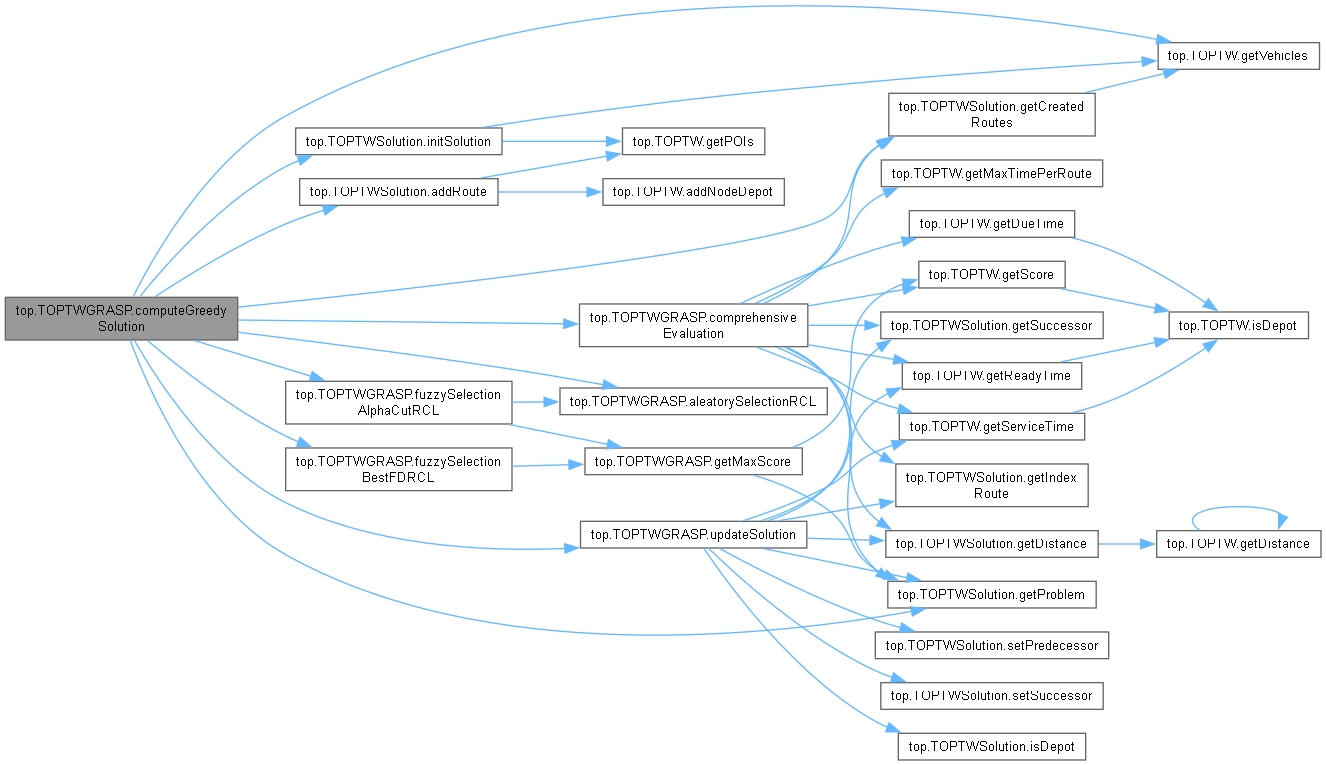 top.TOPTWGRASP.computeGreedy
Solution
top.TOPTWSolution.initSolution
top.TOPTWSolution.addRoute
top.TOPTWGRASP.fuzzySelection
AlphaCutRCL
top.TOPTWGRASP.fuzzySelection
BestFDRCL
top.TOPTW.getPOIs
top.TOPTW.addNodeDepot
top.TOPTWGRASP.comprehensive
Evaluation
top.TOPTWGRASP.aleatorySelectionRCL
top.TOPTWGRASP.getMaxScore
top.TOPTWGRASP.updateSolution
top.TOPTWSolution.getCreated
Routes
top.TOPTW.getMaxTimePerRoute
top.TOPTW.getDueTime
top.TOPTW.getScore
top.TOPTWSolution.getSuccessor
top.TOPTW.getReadyTime
top.TOPTW.getServiceTime
top.TOPTWSolution.getIndex
Route
top.TOPTWSolution.getDistance
top.TOPTWSolution.getProblem
top.TOPTWSolution.setPredecessor
top.TOPTWSolution.setSuccessor
top.TOPTWSolution.isDepot
top.TOPTW.getVehicles
top.TOPTW.isDepot
top.TOPTW.getDistance